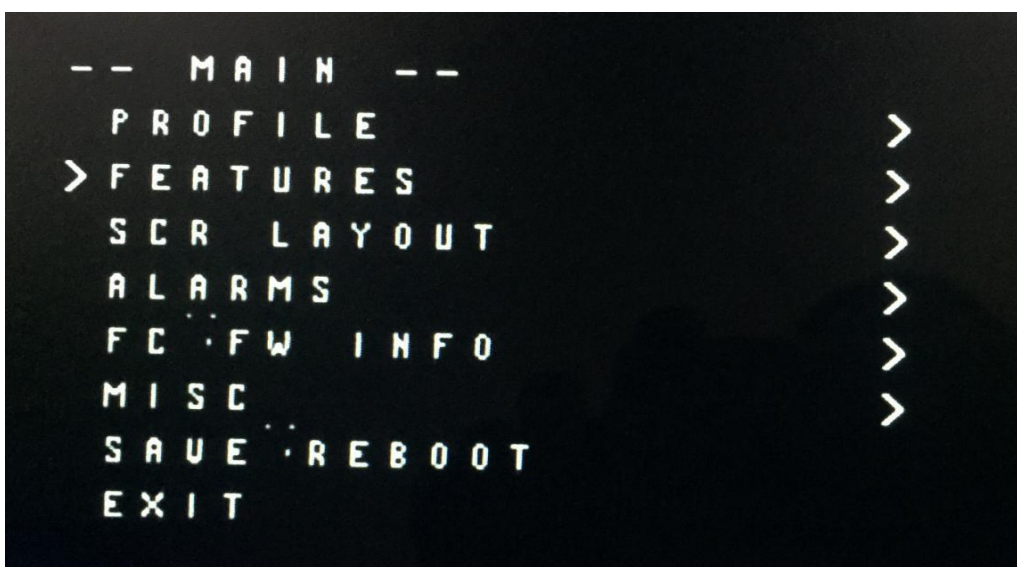 -- MAIN --
PROFILE >
>FEATURES >
SCR LAYOUT >
ALARMS >
FC FW INFO >
MISC >
SAVE REBOOT
EXIT